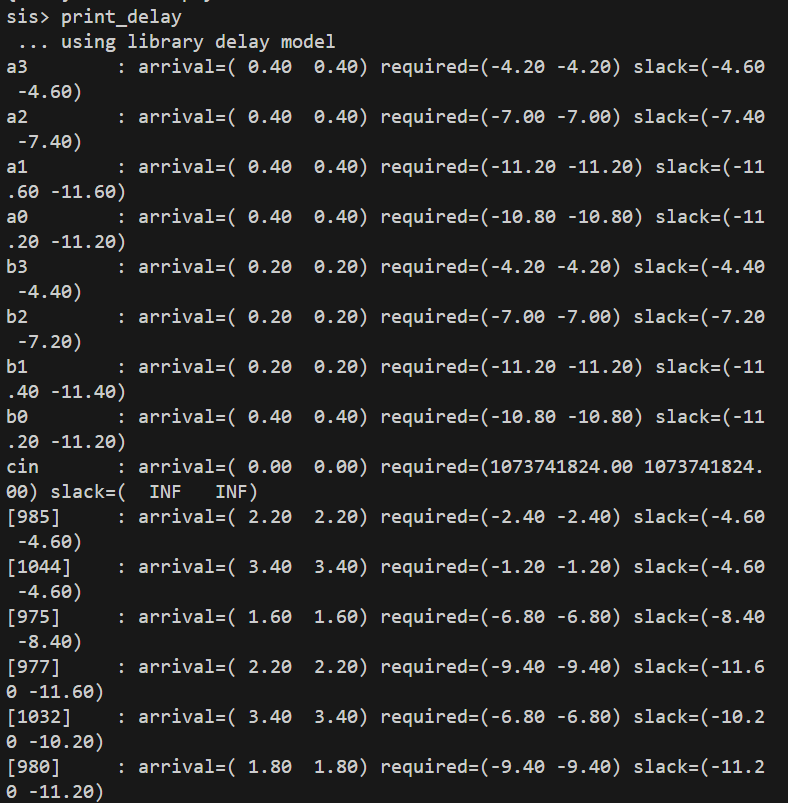 sis> print_delay
 ... using library delay model
a3        : arrival=( 0.40  0.40) required=(-4.20 -4.20) slack=(-4.60
 -4.60)
a2        : arrival=( 0.40  0.40) required=(-7.00 -7.00) slack=(-7.40
 -7.40)
a1        : arrival=( 0.40  0.40) required=(-11.20 -11.20) slack=(-11
.60 -11.60)
a0        : arrival=( 0.40  0.40) required=(-10.80 -10.80) slack=(-11
.20 -11.20)
b3        : arrival=( 0.20  0.20) required=(-4.20 -4.20) slack=(-4.40
 -4.40)
b2        : arrival=( 0.20  0.20) required=(-7.00 -7.00) slack=(-7.20
 -7.20)
b1        : arrival=( 0.20  0.20) required=(-11.20 -11.20) slack=(-11
.40 -11.40)
b0        : arrival=( 0.40  0.40) required=(-10.80 -10.80) slack=(-11
.20 -11.20)
cin       : arrival=( 0.00  0.00) required=(1073741824.00 1073741824.
00) slack=(  INF   INF)
[985]     : arrival=( 2.20  2.20) required=(-2.40 -2.40) slack=(-4.60
 -4.60)
[1044]    : arrival=( 3.40  3.40) required=(-1.20 -1.20) slack=(-4.60
 -4.60)
[975]     : arrival=( 1.60  1.60) required=(-6.80 -6.80) slack=(-8.40
 -8.40)
[977]     : arrival=( 2.20  2.20) required=(-9.40 -9.40) slack=(-11.6
0 -11.60)
[1032]    : arrival=( 3.40  3.40) required=(-6.80 -6.80) slack=(-10.2
0 -10.20)
[980]     : arrival=( 1.80  1.80) required=(-9.40 -9.40) slack=(-11.2
0 -11.20)